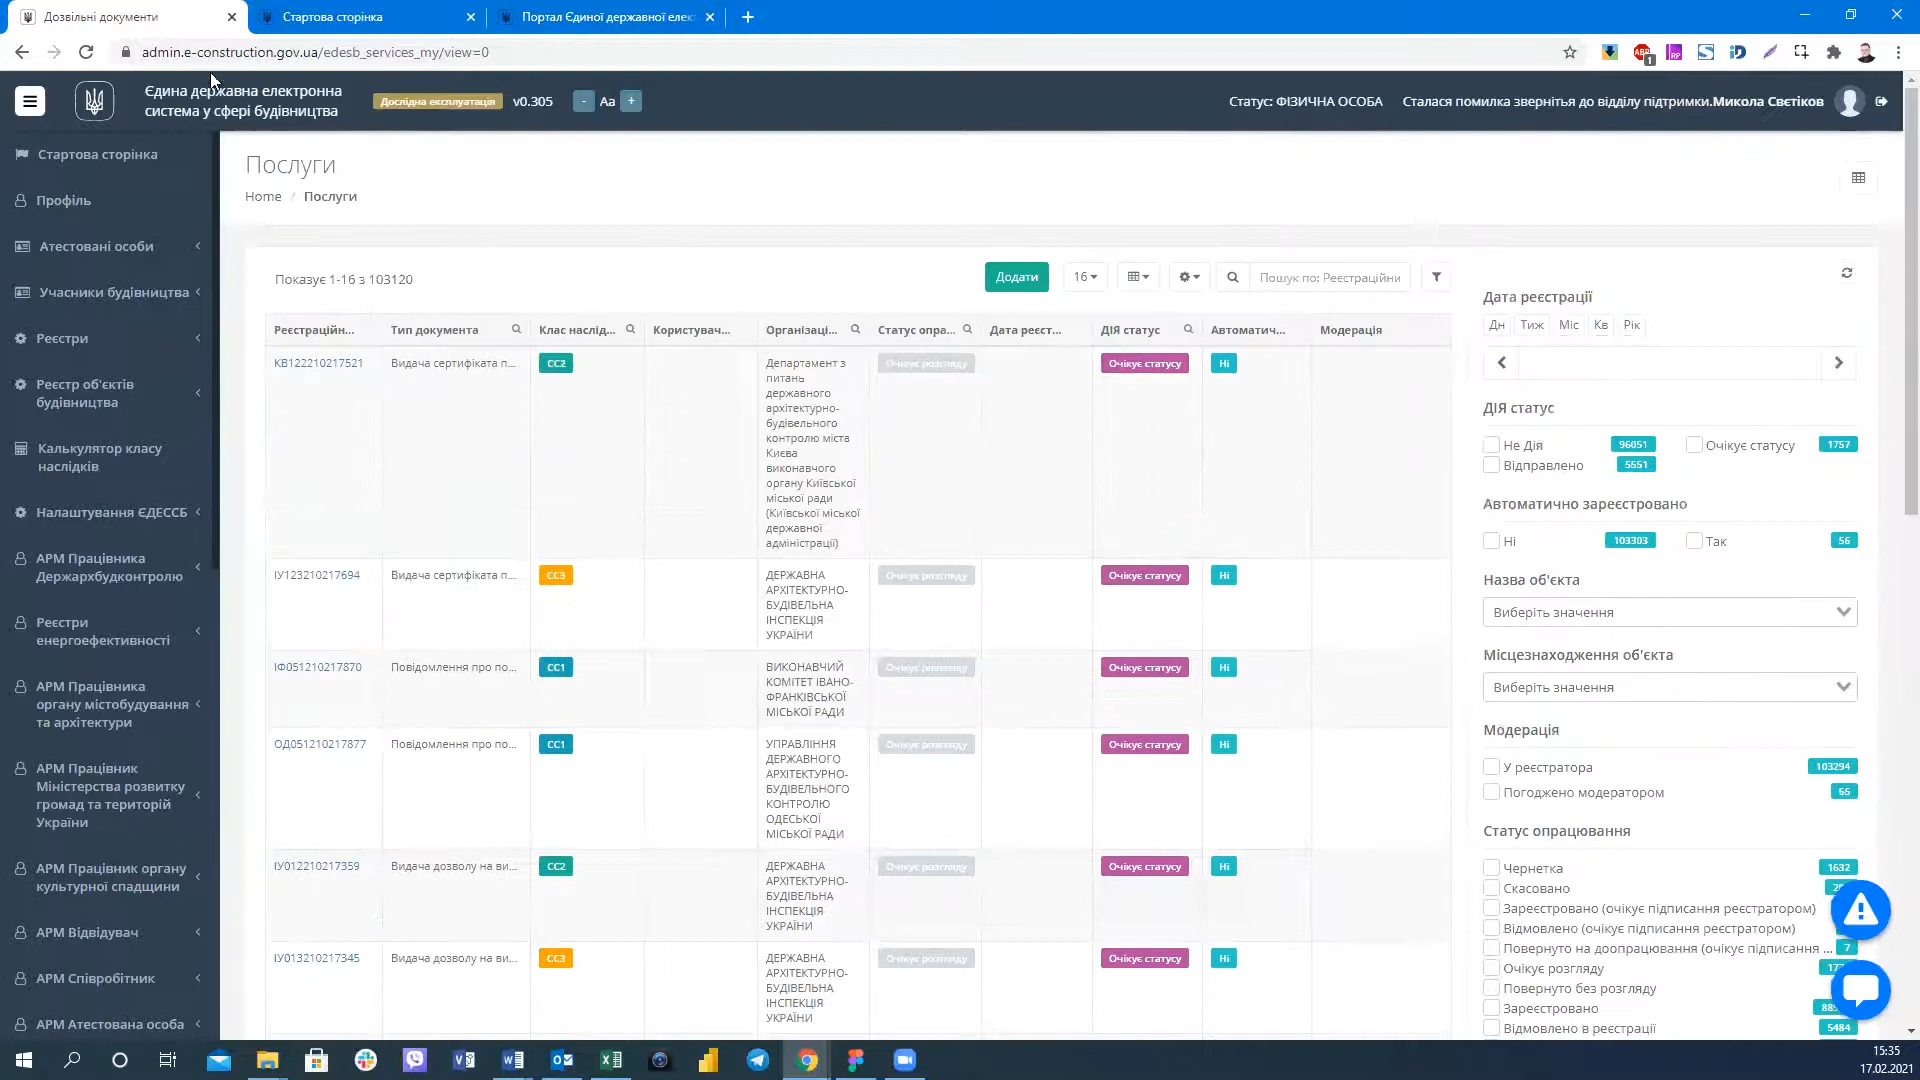 Дозвільні документи
Стартова сторінка
Портал Єдиної державної елек
admin.e-construction.gov.ua/edesb_services_my/view=0
Єдина державна електронна
система у сфері будівництва
Дослідна експлуатація
v0.305
- Aa +
Статус: ФІЗИЧНА ОСОБА
Сталася помилка звернітья до відділу підтримки.Микола Свєтіков
Стартова сторінка
Профіль
Атестовані особи
Учасники будівництва
Реєстри
Реєстр об'єктів
будівництва
Калькулятор класу
наслідків
Налаштування ЄДЕССБ
АРМ Працівника
Держархбудконтролю
Реєстри
енергоефективності
АРМ Працівника
органу містобудування
та архітектури
АРМ Працівник
Міністерства розвитку
громад та територій
України
АРМ Працівник органу
культурної спадщини
АРМ Відвідувач
АРМ Співробітник
АРМ Атестована особа
Послуги
Home / Послуги
Показує 1-16 з 103120
Додати
16
Пошук по: Реєстраційни
Реєстраційн...
Тип документа
Клас наслід...
Користувач...
Організаці...
Статус опра...
Дата реєст...
ДІЯ статус
Автоматич...
Модерація
КВ122210217521
Видача сертифіката п...
СС2
Департамент з
питань
державного
архітектурно-
будівельного
контролю міста
Києва
виконавчого
органу Київської
міської ради
(Київської міської
державної
адміністрації)
Очікує розгляду
Очікує статусу
Ні
ІУ123210217694
Видача сертифіката п...
СС3
ДЕРЖАВНА
АРХІТЕКТУРНО-
БУДІВЕЛЬНА
ІНСПЕКЦІЯ
УКРАЇНИ
Очікує розгляду
Очікує статусу
Ні
ІФ051210217870
Повідомлення про по...
СС1
ВИКОНАВЧИЙ
КОМІТЕТ ІВАНО-
ФРАНКІВСЬКОЇ
МІСЬКОЇ РАДИ
Очікує розгляду
Очікує статусу
Ні
ОД051210217877
Повідомлення про по...
СС1
УПРАВЛІННЯ
ДЕРЖАВНОГО
АРХІТЕКТУРНО-
БУДІВЕЛЬНОГО
КОНТРОЛЮ
ОДЕСЬКОЇ
МІСЬКОЇ РАДИ
Очікує розгляду
Очікує статусу
Ні
ІУ012210217359
Видача дозволу на ви...
СС2
ДЕРЖАВНА
АРХІТЕКТУРНО-
БУДІВЕЛЬНА
ІНСПЕКЦІЯ
УКРАЇНИ
Очікує розгляду
Очікує статусу
Ні
ІУ013210217345
Видача дозволу на ви...
СС3
ДЕРЖАВНА
АРХІТЕКТУРНО-
БУДІВЕЛЬНА
ІНСПЕКЦІЯ
УКРАЇНИ
Очікує розгляду
Очікує статусу
Ні
Дата реєстрації
Дн Тиж Міс Кв Рік
ДІЯ статус
Не Дія 96051
Очікує статусу 1757
Відправлено 5551
Автоматично зареєстровано
Ні 103303
Так 56
Назва об'єкта
Виберіть значення
Місцезнаходження об'єкта
Виберіть значення
Модерація
У реєстратора 103294
Погоджено модератором 55
Статус опрацювання
Чернетка 1632
Скасовано
Зареєстровано (очікує підписання реєстратором)
Відмовлено (очікує підписання реєстратором)
Повернуто на доопрацювання (очікує підписання ... 7
Очікує розгляду
Повернуто без розгляду
Зареєстровано
Відмовлено в реєстрації 5484
15:35
17.02.2021